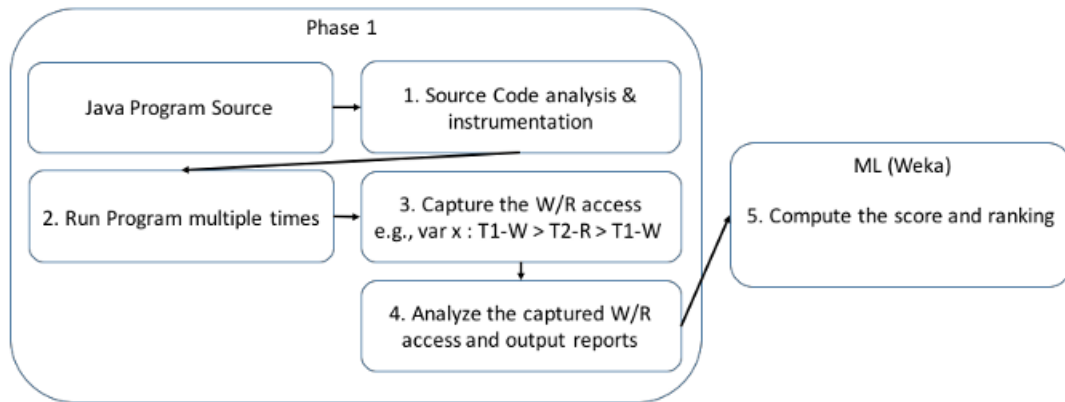 Phase 1
Java Program Source
1. Source Code analysis &
instrumentation
2. Run Program multiple times
3. Capture the W/R access
e.g., var x : T1-W > T2-R > T1-W
4. Analyze the captured W/R
access and output reports
ML (Weka)
5. Compute the score and ranking